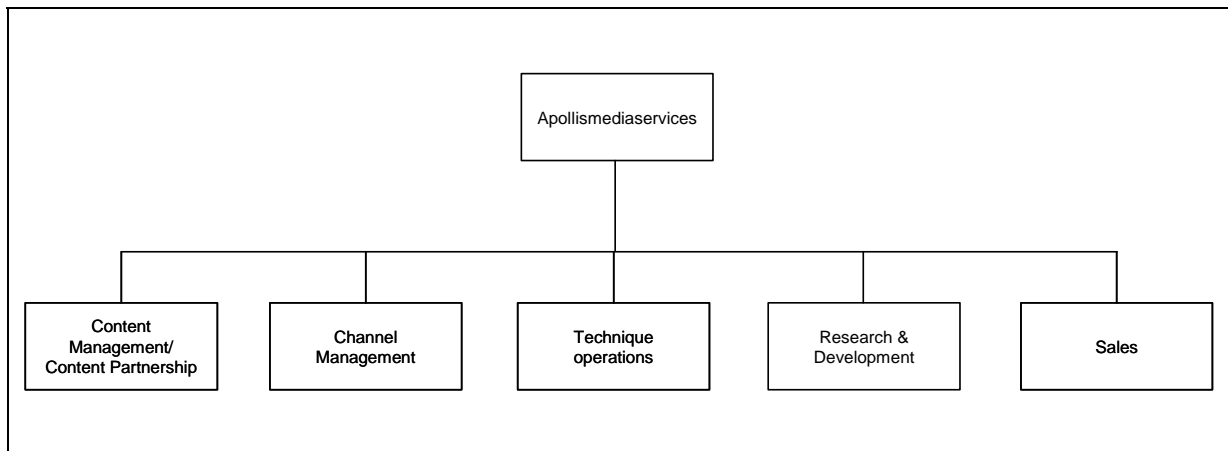 Apollismediaservices
Content
Management/
Content Partnership
Channel
Management
Technique
operations
Research &
Development
Sales